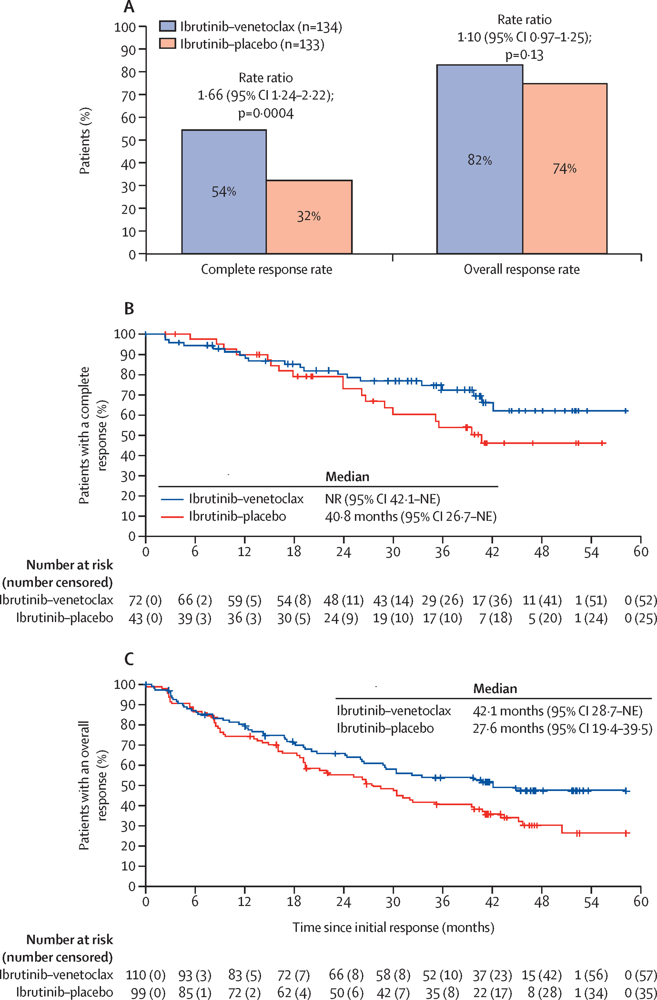 A
Ibrutinib–venetoclax (n=134)
Ibrutinib–placebo (n=133)
Rate ratio
1·10 (95% CI 0·97–1·25);
p=0·13
Rate ratio
1·66 (95% CI 1·24–2·22);
p=0·0004
Patients (%)
100
90
80
70
60
50
40
30
20
10
0
54%
32%
82%
74%
Complete response rate
Overall response rate
B
Patients with a complete
response (%)
100
90
80
70
60
50
40
30
20
10
0
Median
Ibrutinib–venetoclax NR (95% CI 42·1–NE)
Ibrutinib–placebo 40·8 months (95% CI 26·7–NE)
0 6 12 18 24 30 36 42 48 54 60
Number at risk
(number censored)
Ibrutinib–venetoclax 72 (0) 66 (2) 59 (5) 54 (8) 48 (11) 43 (14) 29 (26) 17 (36) 11 (41) 1 (51) 0 (52)
Ibrutinib–placebo 43 (0) 39 (3) 36 (3) 30 (5) 24 (9) 19 (10) 17 (10) 7 (18) 5 (20) 1 (24) 0 (25)
C
Patients with an overall
response (%)
100
90
80
70
60
50
40
30
20
10
0
Median
Ibrutinib–venetoclax 42·1 months (95% CI 28·7–NE)
Ibrutinib–placebo 27·6 months (95% CI 19·4–39·5)
0 6 12 18 24 30 36 42 48 54 60
Time since initial response (months)
Number at risk
(number censored)
Ibrutinib–venetoclax 110 (0) 93 (3) 83 (5) 72 (7) 66 (8) 58 (8) 52 (10) 37 (23) 15 (42) 1 (56) 0 (57)
Ibrutinib–placebo 99 (0) 85 (1) 72 (2) 62 (4) 50 (6) 42 (7) 35 (8) 22 (17) 8 (28) 1 (34) 0 (35)